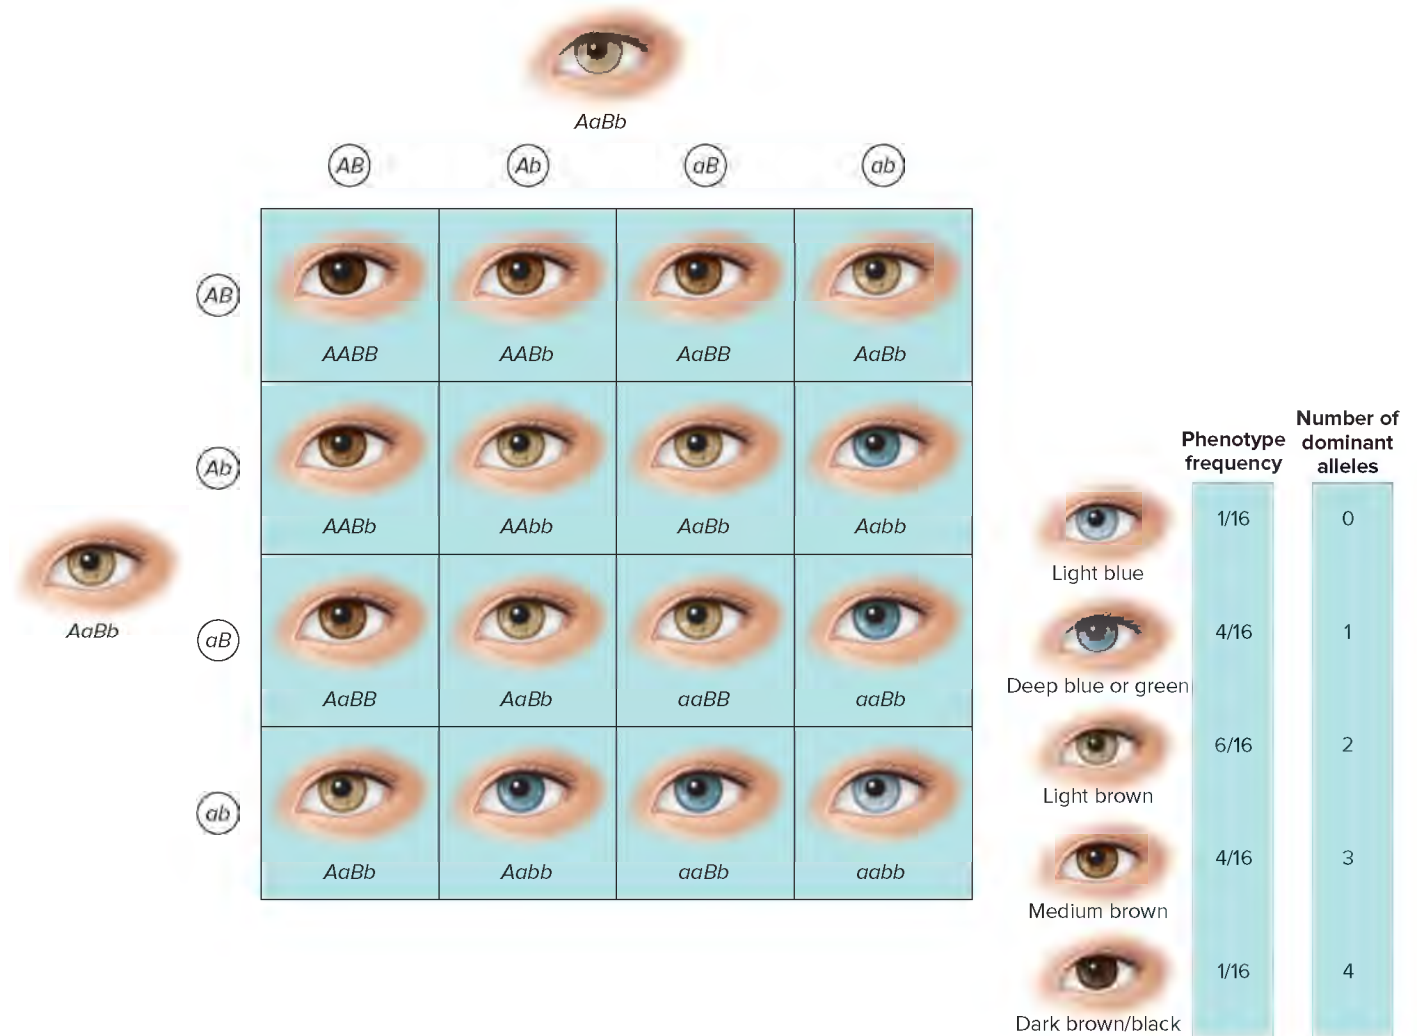 AaBb
AB Ab aB ab
AB
AABB AABb AaBB AaBb
Ab
AABb AAbb AaBb Aabb
AaBb
aB
AaBB AaBb aaBB aaBb
ab
AaBb Aabb aaBb aabb
Phenotype frequency
Number of dominant alleles
Light blue 1/16 0
Deep blue or green 4/16 1
Light brown 6/16 2
Medium brown 4/16 3
Dark brown/black 1/16 4